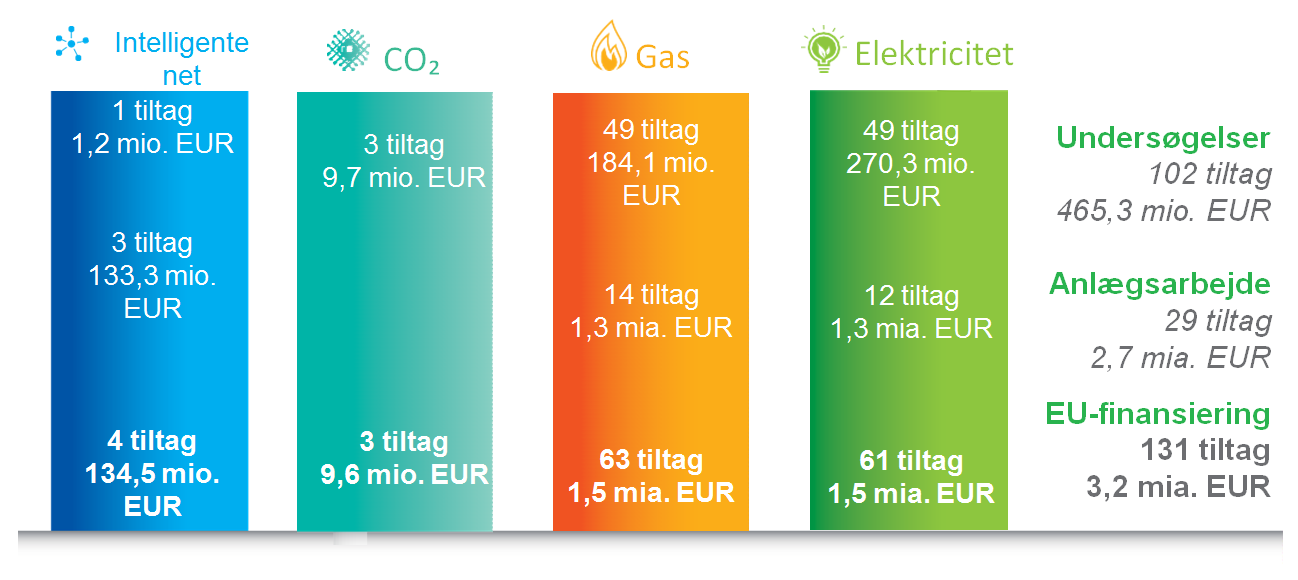 Intelligente
net
1 tiltag
1,2 mio. EUR
3 tiltag
133,3 mio.
EUR
4 tiltag
134,5 mio.
EUR
CO₂
3 tiltag
9,7 mio. EUR
3 tiltag
9,6 mio. EUR
Gas
49 tiltag
184,1 mio.
EUR
14 tiltag
1,3 mia. EUR
63 tiltag
1,5 mia. EUR
Elektricitet
49 tiltag
270,3 mio.
EUR
12 tiltag
1,3 mia. EUR
61 tiltag
1,5 mia. EUR
Undersøgelser
102 tiltag
465,3 mio. EUR
Anlægsarbejde
29 tiltag
2,7 mia. EUR
EU-finansiering
131 tiltag
3,2 mia. EUR